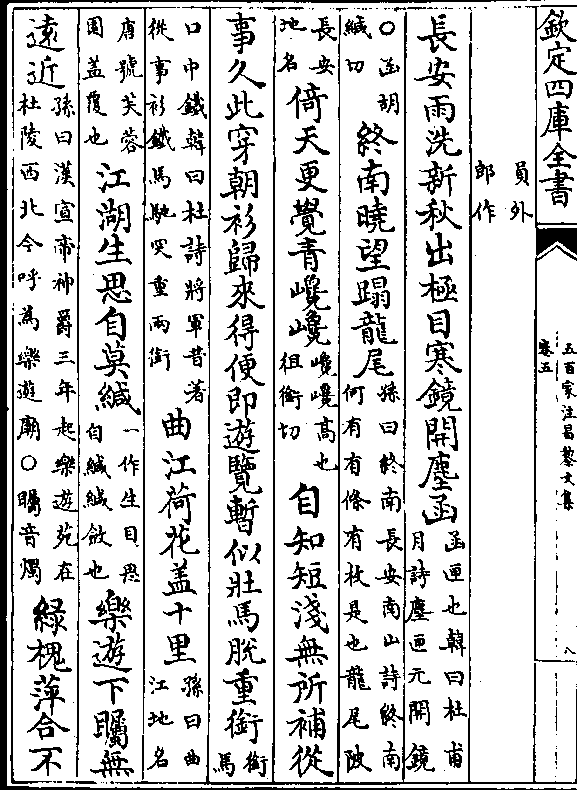 欽定四庫全書
五百家注昌黎文集
卷五
八
員外
郎作
長安雨洗新秋出極目寒鏡開塵函
函匣也韓曰杜甫
月詩塵匣元開鏡
○函胡
緘切
終南曉望蹋龍尾
孫曰終南長安南山詩終南
何有有條有枚是也龍尾陂
長安
地名
倚天更覺青巉巉
巉巉高也
徂銜切
自知短淺無所補從
事久此穿朝衫歸來得便即遊覽暫似壯馬脫重銜
銜
馬
口中鐵韓曰杜詩將軍昔著
從事衫鐵馬馳突重兩銜
曲江荷花盖十里
孫曰曲
江地名
唐號芙蓉
園盖覆也
江湖生思自莫緘
一作生目思
自緘緘斂也
樂遊下矚無
遠近
孫曰漢宣帝神爵三年起樂遊苑在
杜陵西北今呼為樂遊廟○矚音燭
緑槐萍合不